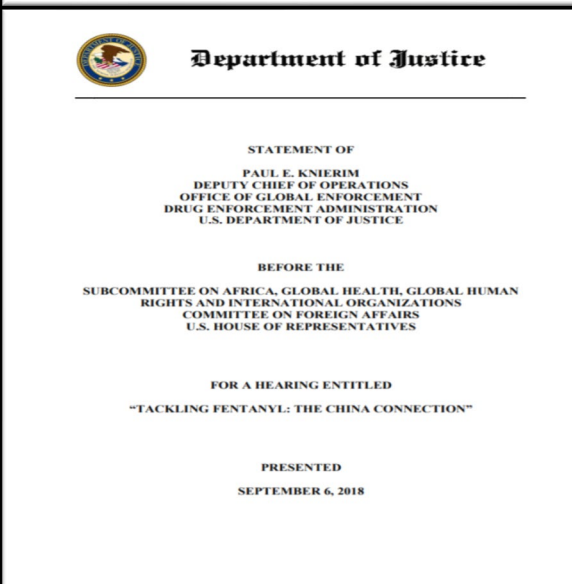 Department of Justice
STATEMENT OF
PAUL E. KNIERIM
DEPUTY CHIEF OF OPERATIONS
OFFICE OF GLOBAL ENFORCEMENT
DRUG ENFORCEMENT ADMINISTRATION
U.S. DEPARTMENT OF JUSTICE
BEFORE THE
SUBCOMMITTEE ON AFRICA, GLOBAL HEALTH, GLOBAL HUMAN
RIGHTS AND INTERNATIONAL ORGANIZATIONS
COMMITTEE ON FOREIGN AFFAIRS
U.S. HOUSE OF REPRESENTATIVES
FOR A HEARING ENTITLED
“TACKLING FENTANYL: THE CHINA CONNECTION”
PRESENTED
SEPTEMBER 6, 2018